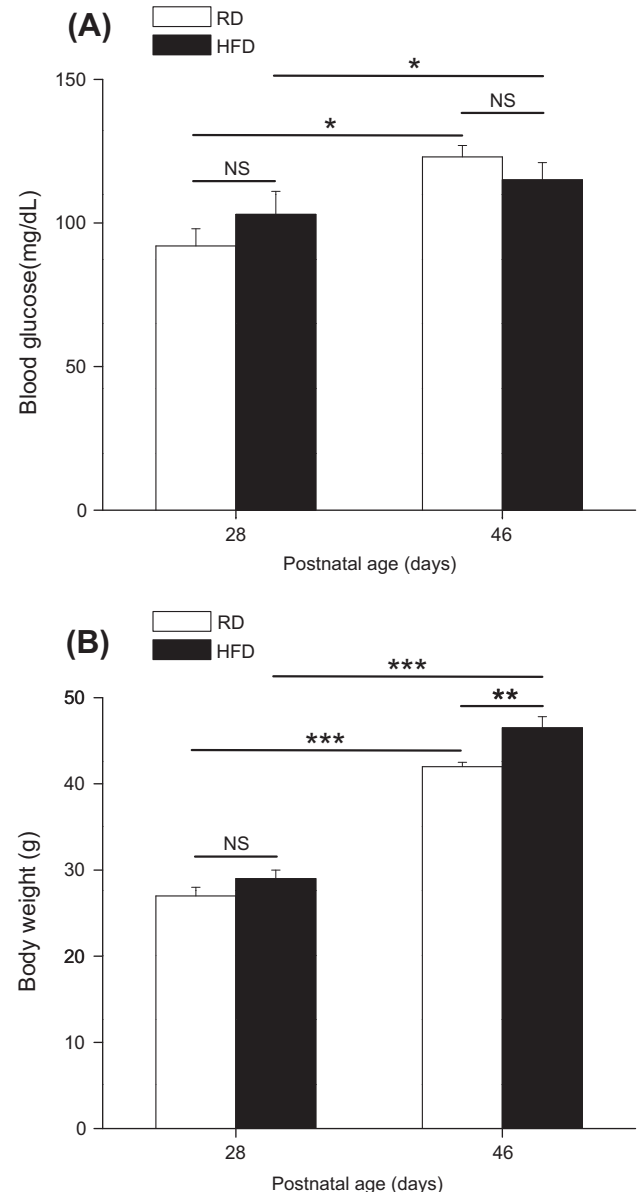 (A)
RD
HFD
150
100
50
0
Blood glucose(mg/dL)
*
NS
*
NS
28
46
Postnatal age (days)
(B)
RD
HFD
50
40
30
20
10
0
Body weight (g)
***
**
***
NS
28
46
Postnatal age (days)